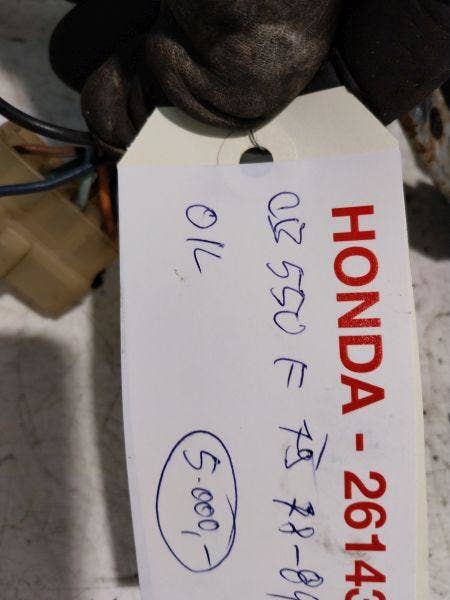 HONDA - 26143
CB 550 F 75 78-
OIL
5.000,-